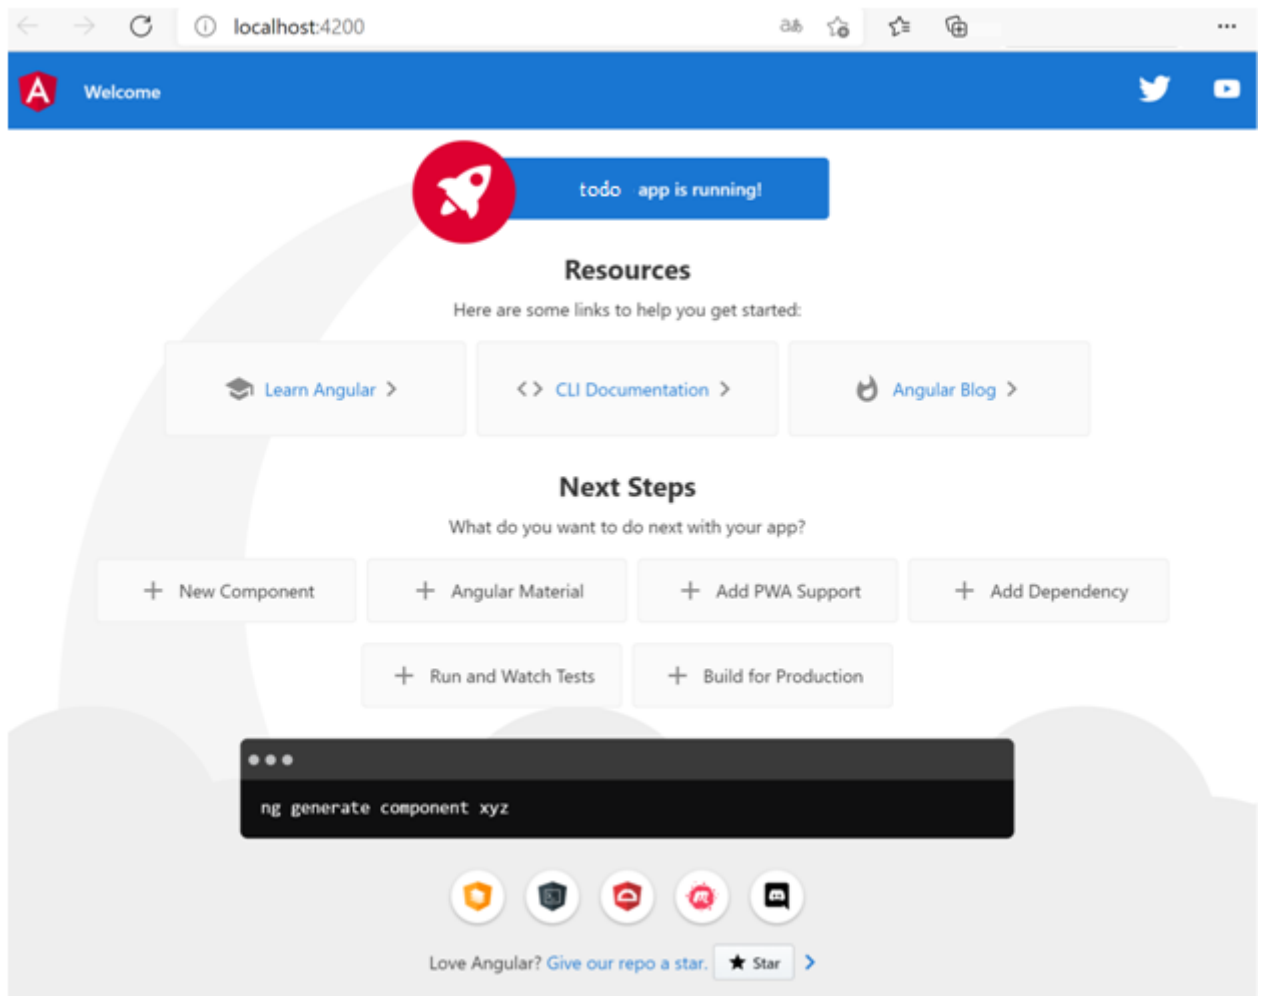 localhost:4200
Welcome
todo app is running!
Resources
Here are some links to help you get started:
Learn Angular
CLI Documentation
Angular Blog
Next Steps
What do you want to do next with your app?
New Component
Angular Material
Add PWA Support
Add Dependency
Run and Watch Tests
Build for Production
ng generate component xyz
Love Angular? Give our repo a star. Star